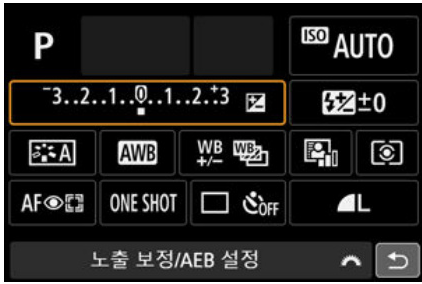 P ISO AUTO
-3..2..1..0..1..2.+3 ±0
A AWB WB +/- WB
AF ONE SHOT OFF L
노출 보정/AEB 설정